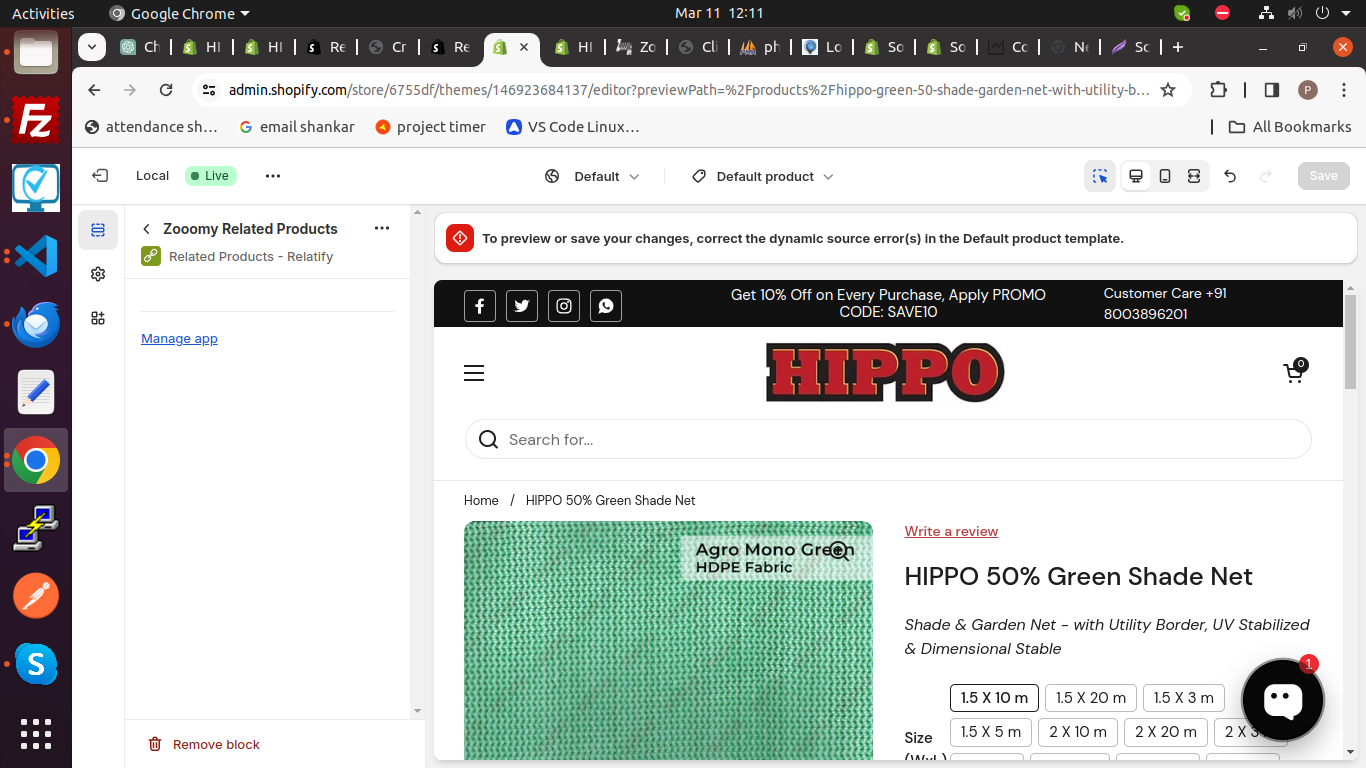 Activities
Google Chrome
Mar 11 12:11
Ch
HI
HI
Re
Cr
Re
HI
Zo
Cli
ph
Lo
So
So
Co
Ne
Sc
admin.shopify.com/store/6755df/themes/146923684137/editor?previewPath=%2Fproducts%2Fhippo-green-50-shade-garden-net-with-utility-b...
P
attendance sh...
email shankar
project timer
VS Code Linux...
All Bookmarks
Local
Live
Default
Default product
Save
Zooomy Related Products
Related Products - Relatify
Manage app
Remove block
To preview or save your changes, correct the dynamic source error(s) in the Default product template.
Get 10% Off on Every Purchase, Apply PROMO
CODE: SAVE10
Customer Care +91
8003896201
HIPPO
0
Search for...
Home / HIPPO 50% Green Shade Net
Agro Mono Green
HDPE Fabric
Write a review
HIPPO 50% Green Shade Net
Shade & Garden Net - with Utility Border, UV Stabilized
& Dimensional Stable
1
1.5 X 10 m
1.5 X 20 m
1.5 X 3 m
1.5 X 5 m
2 X 10 m
2 X 20 m
2 X 3
Size
(WxL)